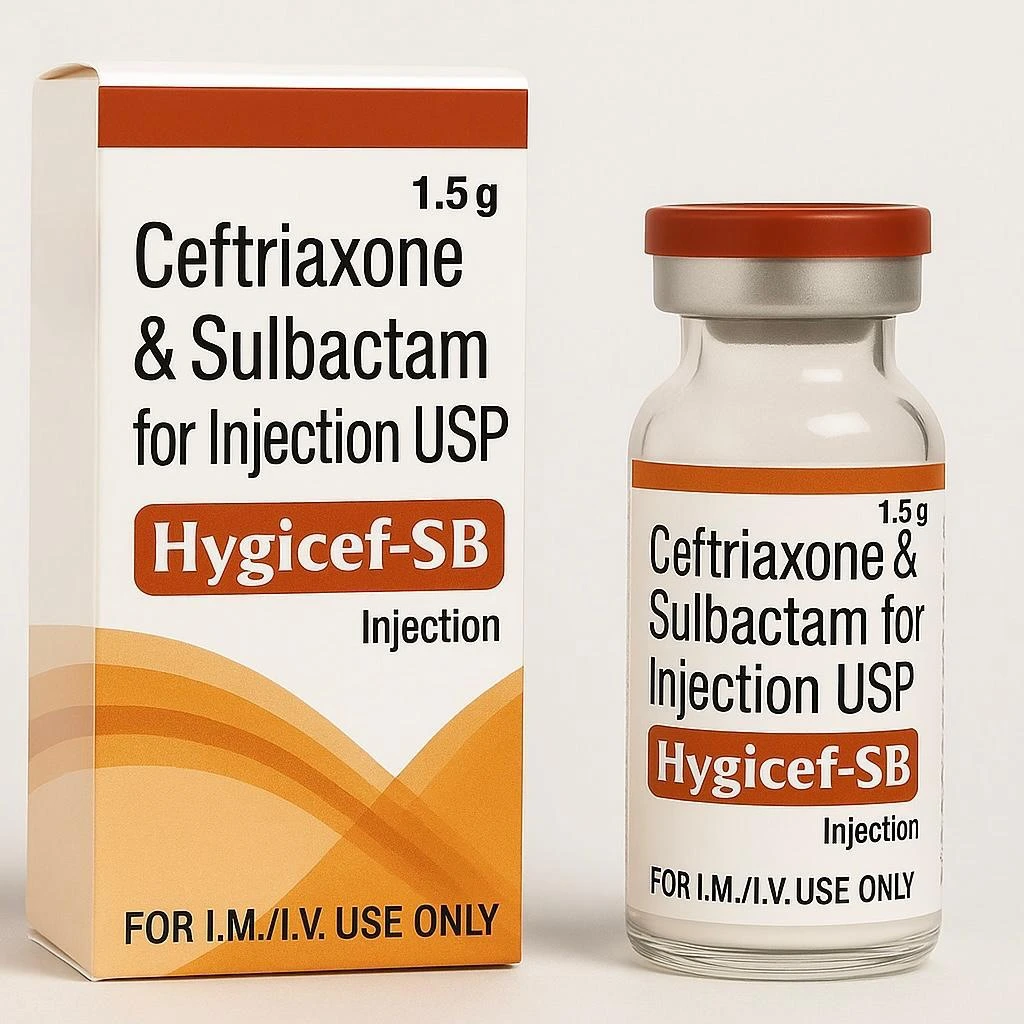 1.5 g
Ceftriaxone
& Sulbactam
for Injection USP
Hygicef-SB
Injection
FOR I.M./I.V. USE ONLY
1.5 g
Ceftriaxone &
Sulbactam for
Injection USP
Hygicef-SB
Injection
FOR I.M./I.V. USE ONLY